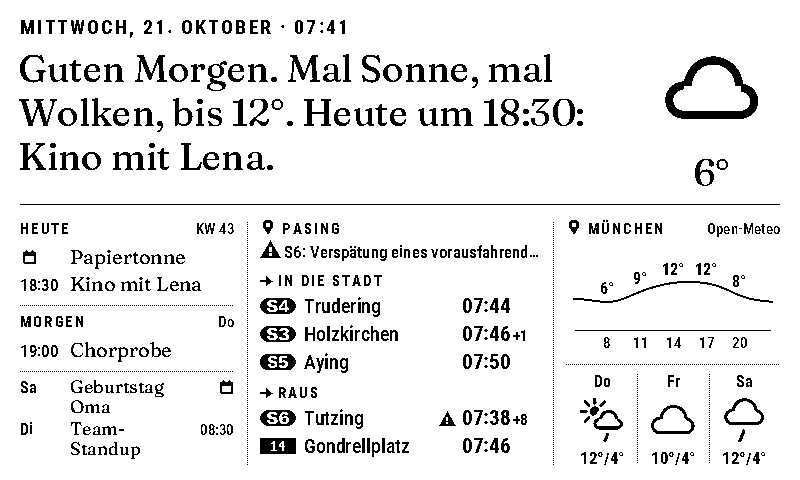 MITTWOCH, 21. OKTOBER · 07:41
Guten Morgen. Mal Sonne, mal
Wolken, bis 12°. Heute um 18:30:
Kino mit Lena.
6°
HEUTE KW 43
Papiertonne
18:30 Kino mit Lena
MORGEN Do
19:00 Chorprobe
Sa Geburtstag
Oma
Di Team- 08:30
Standup
PASING
S6: Verspätung eines vorausfahrend...
IN DIE STADT
S4 Trudering 07:44
S3 Holzkirchen 07:46+1
S5 Aying 07:50
RAUS
S6 Tutzing 07:38+8
14 Gondrellplatz 07:46
MÜNCHEN Open-Meteo
6° 9° 12° 12° 8°
8 11 14 17 20
Do Fr Sa
12°/4° 10°/4° 12°/4°